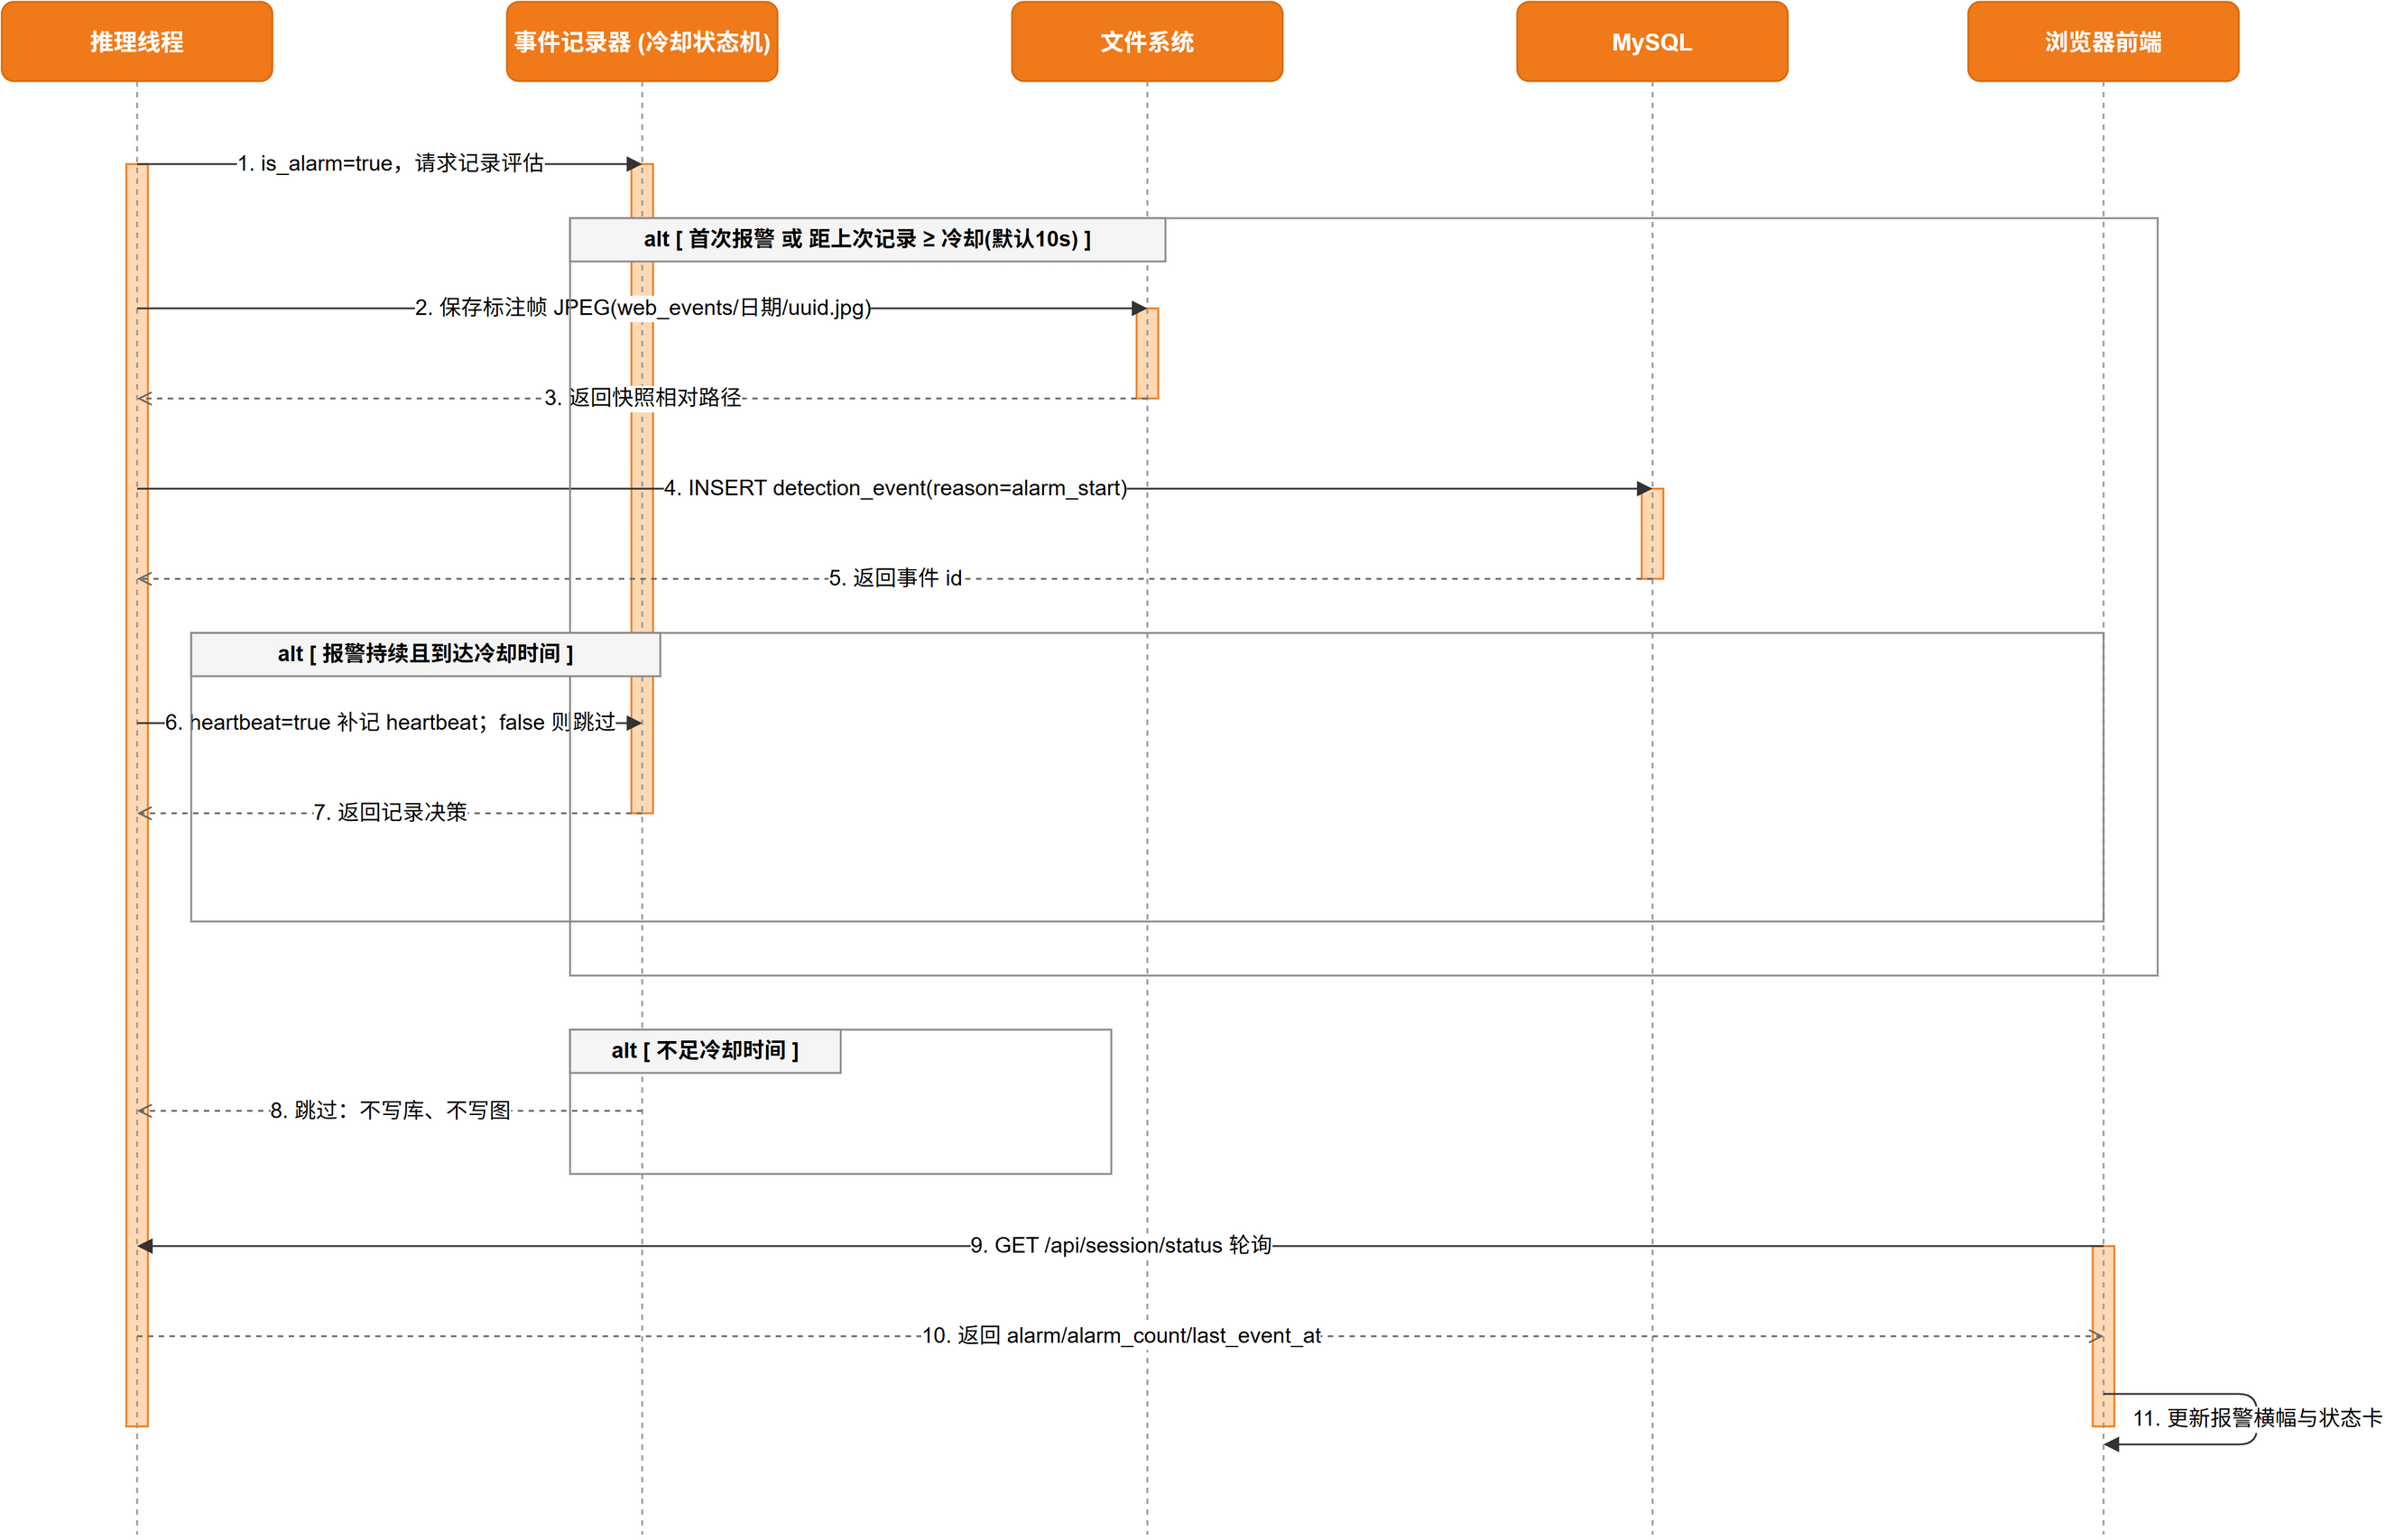 推理线程
事件记录器 (冷却状态机)
文件系统
MySQL
浏览器前端
1. is_alarm=true，请求记录评估
alt [ 首次报警 或 距上次记录 ≥ 冷却(默认10s) ]
2. 保存标注帧 JPEG(web_events/日期/uuid.jpg)
3. 返回快照相对路径
4. INSERT detection_event(reason=alarm_start)
5. 返回事件 id
alt [ 报警持续且到达冷却时间 ]
6. heartbeat=true 补记 heartbeat；false 则跳过
7. 返回记录决策
alt [ 不足冷却时间 ]
8. 跳过：不写库、不写图
9. GET /api/session/status 轮询
10. 返回 alarm/alarm_count/last_event_at
11. 更新报警横幅与状态卡